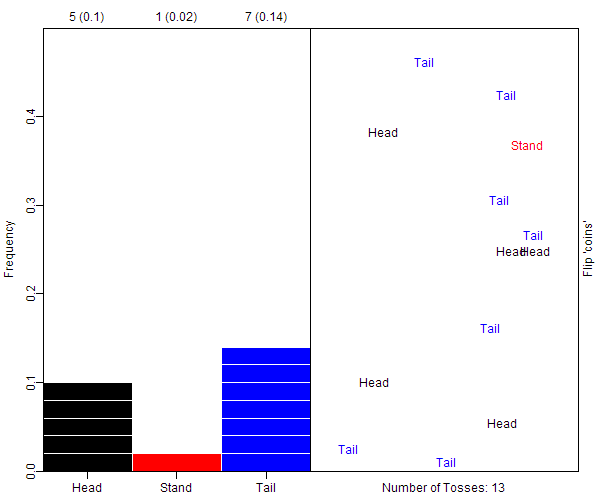 5 (0.1) 1 (0.02) 7 (0.14)
Frequency
0.4
0.3
0.2
0.1
0.0
Head Stand Tail
Tail
Tail
Head
Stand
Tail
Tail
Head Head
Tail
Head
Head
Tail
Tail
Number of Tosses: 13
Flip 'coins'